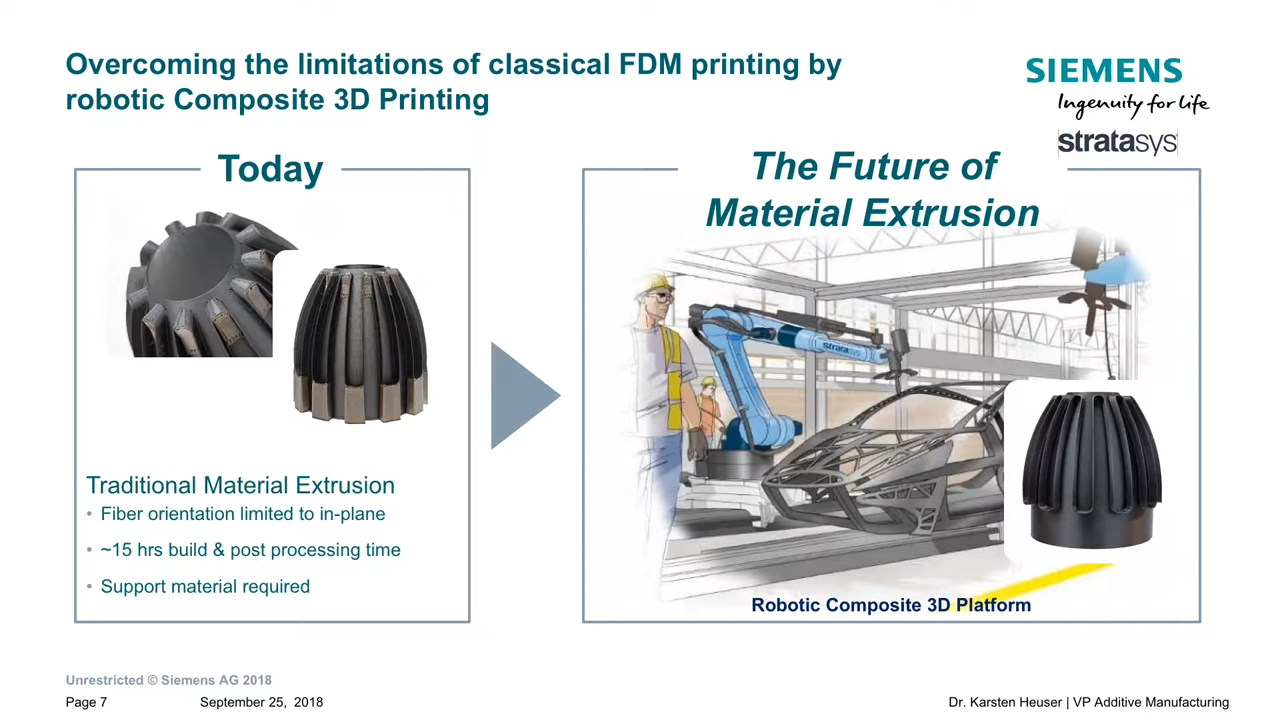 Overcoming the limitations of classical FDM printing by
robotic Composite 3D Printing
SIEMENS
Ingenuity for life
stratasys
Today
The Future of
Material Extrusion
stratasys
Traditional Material Extrusion
• Fiber orientation limited to in-plane
• ~15 hrs build & post processing time
• Support material required
Robotic Composite 3D Platform
Unrestricted © Siemens AG 2018
Page 7
September 25, 2018
Dr. Karsten Heuser | VP Additive Manufacturing